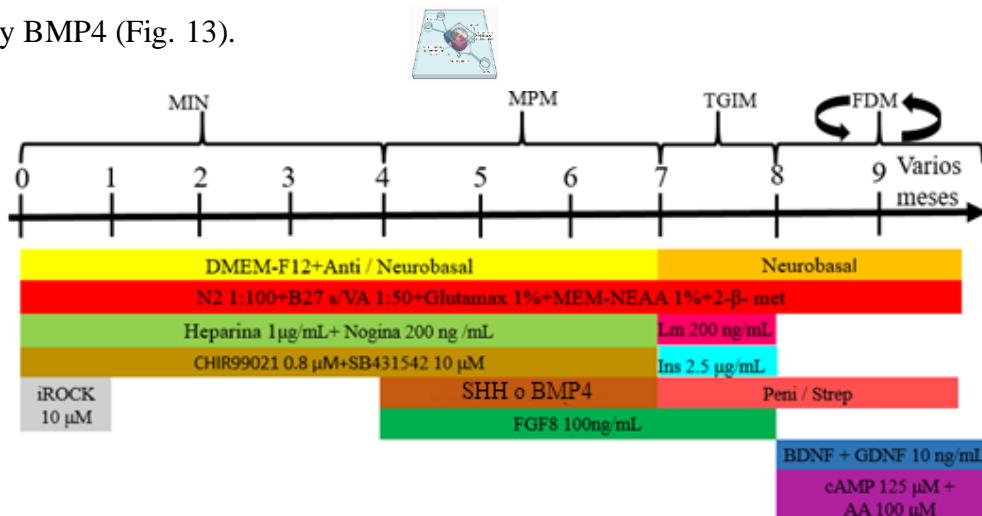 y BMP4 (Fig. 13).
MIN
MPM
TGIM
FDM
0 1 2 3 4 5 6 7 8 9 Varios
meses
DMEM-F12+Anti / Neurobasal
Neurobasal
N2 1:100+B27 s/VA 1:50+Glutamax 1%+MEM-NEAA 1%+2-β- met
Heparina 1μg/mL+ Nogina 200 ng /mL
Lm 200 ng/mL
CHIR99021 0.8 μM+SB431542 10 μM
Ins 2.5 μg/mL
iROCK
10 μM
SHH o BMP4
Peni / Strep
FGF8 100ng/mL
BDNF + GDNF 10 ng/mL
cAMP 125 μM +
AA 100 μM